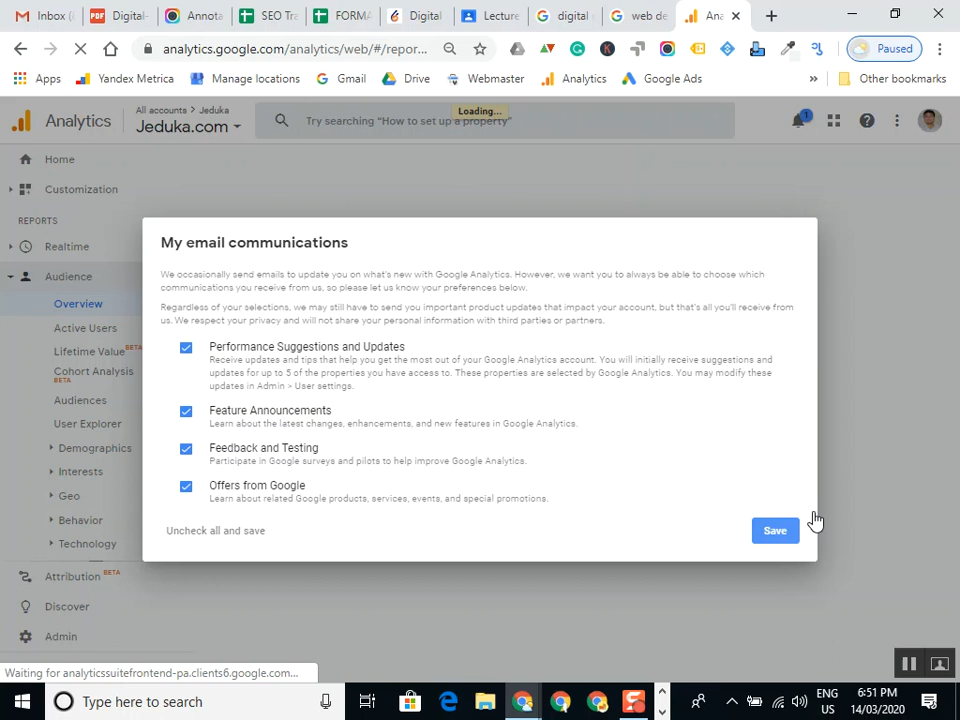 Inbox (
Digital-
Annota
SEO Tra
FORMA
Digital
Lecture
digital
web de
Ana
analytics.google.com/analytics/web/#/repor...
Paused
Apps
Yandex Metrica
Manage locations
Gmail
Drive
Webmaster
Analytics
Google Ads
»
Other bookmarks
Analytics
All accounts > Jeduka
Jeduka.com
Loading...
Try searching "How to set up a property"
1
Home
Customization
REPORTS
Realtime
Audience
Overview
Active Users
Lifetime Value BETA
Cohort Analysis
BETA
Audiences
User Explorer
Demographics
Interests
Geo
Behavior
Technology
Attribution BETA
Discover
Admin
My email communications
We occasionally send emails to update you on what's new with Google Analytics. However, we want you to always be able to choose which
communications you receive from us, so please let us know your preferences below.
Regardless of your selections, we may still have to send you important product updates that impact your account, but that's all you'll receive from
us. We respect your privacy and will not share your personal information with third parties or partners.
Performance Suggestions and Updates
Receive updates and tips that help you get the most out of your Google Analytics account. You will initially receive suggestions and
updates for up to 5 of the properties you have access to. These properties are selected by Google Analytics. You may modify these
updates in Admin > User settings.
Feature Announcements
Learn about the latest changes, enhancements, and new features in Google Analytics.
Feedback and Testing
Participate in Google surveys and pilots to help improve Google Analytics.
Offers from Google
Learn about related Google products, services, events, and special promotions.
Uncheck all and save
Save
Waiting for analyticssuitefrontend-pa.clients6.google.com...
Type here to search
ENG
US
6:51 PM
14/03/2020